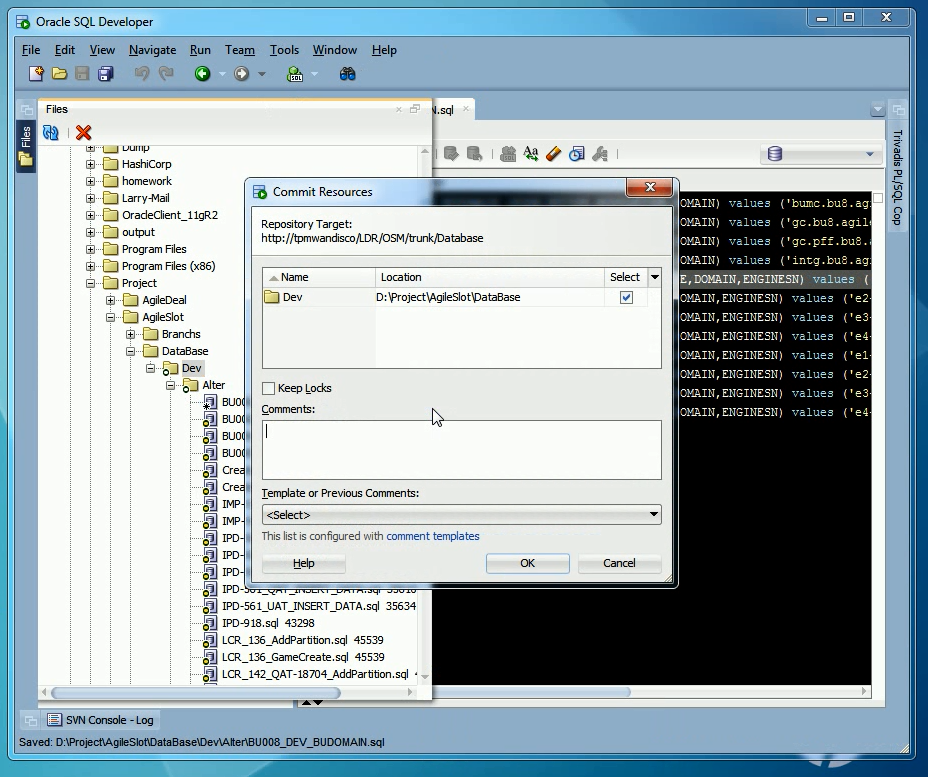 Oracle SQL Developer
File Edit View Navigate Run Team Tools Window Help
Files
N.sql
Files
Dump
HashiCorp
homework
Larry-Mail
OracleClient_11gR2
output
Program Files
Program Files (x86)
Project
AgileDeal
AgileSlot
Branchs
DataBase
Dev
Alter
BU00
BU00
BU00
BU00
Crea
Crea
IMP-
IMP-
IPD-
IPD-
IPD-
IPD-561_QAT_INSERT_DATA.sql
IPD-561_UAT_INSERT_DATA.sql 35634
IPD-918.sql 43298
LCR_136_AddPartition.sql 45539
LCR_136_GameCreate.sql 45539
LCR_142_QAT-18704_AddPartition.sql
Commit Resources
Repository Target:
http://tpmwandisco/LDR/OSM/trunk/Database
Name Location Select
Dev D:\Project\AgileSlot\DataBase
Keep Locks
Comments:
Template or Previous Comments:
<Select>
This list is configured with comment templates
Help OK Cancel
OMAIN) values ('bumc.bu8.agi
OMAIN) values ('gc.bu8.agile
OMAIN) values ('gc.pff.bu8.a
OMAIN) values ('intg.bu8.agi
E,DOMAIN,ENGINESN) values (
OMAIN,ENGINESN) values ('e2-
OMAIN,ENGINESN) values ('e3-
OMAIN,ENGINESN) values ('e4-
OMAIN,ENGINESN) values ('e1-
OMAIN,ENGINESN) values ('e2-
OMAIN,ENGINESN) values ('e3-
OMAIN,ENGINESN) values ('e4-
Trivadis PL/SQL Cop
SVN Console - Log
Saved: D:\Project\AgileSlot\DataBase\Dev\Alter\BU008_DEV_BUDOMAIN.sql